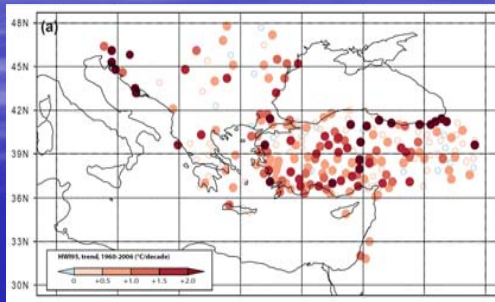 (a)
48N
45N
42N
39N
36N
33N
30N
HWI95, trend, 1960-2006 (°C/decade)
0 +0.5 +1.0 +1.5 +2.0